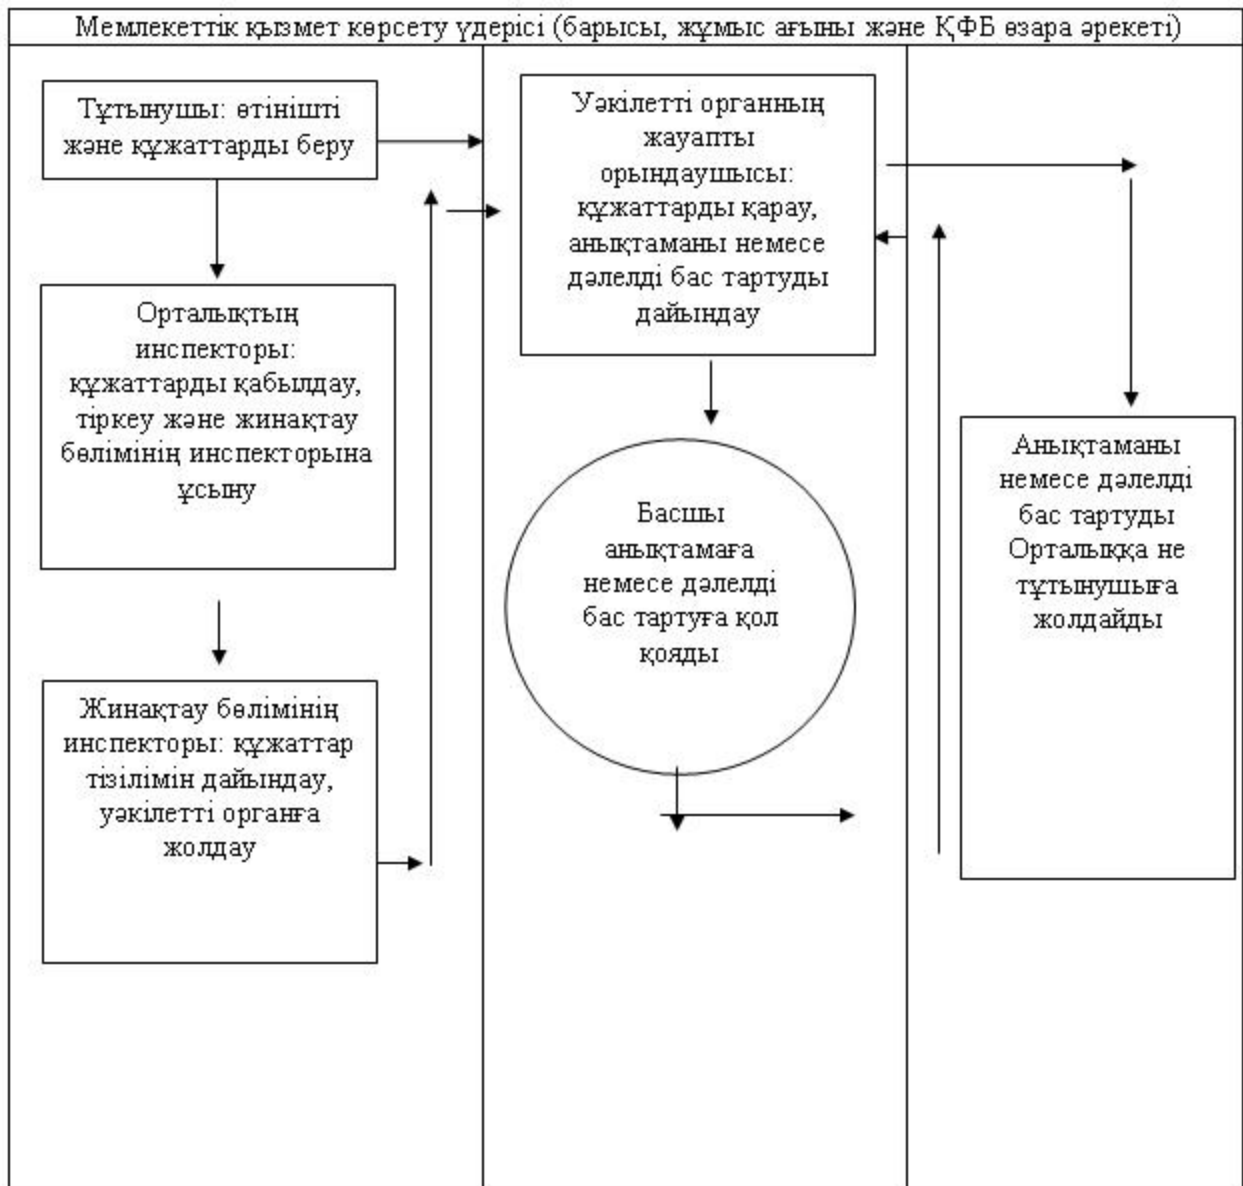 Мемлекеттік қызмет көрсету үдерісі (барысы, жұмыс ағыны және ҚФБ өзара әрекеті)
Тұтынушы: өтінішті
және құжаттарды беру
Орталықтың
инспекторы:
құжаттарды қабылдау,
тіркеу және жинақтау
бөлімінің инспекторына
ұсыну
Жинақтау бөлімінің
инспекторы: құжаттар
тізілімін дайындау,
уәкілетті органға
жолдау
Уәкілетті органның
жауапты
орындаушысы:
құжаттарды қарау,
анықтаманы немесе
дәлелді бас тартуды
дайындау
Басшы
анықтамаға
немесе дәлелді
бас тартуға қол
қояды
Анықтаманы
немесе дәлелді
бас тартуды
Орталыққа не
тұтынушыға
жолдайды